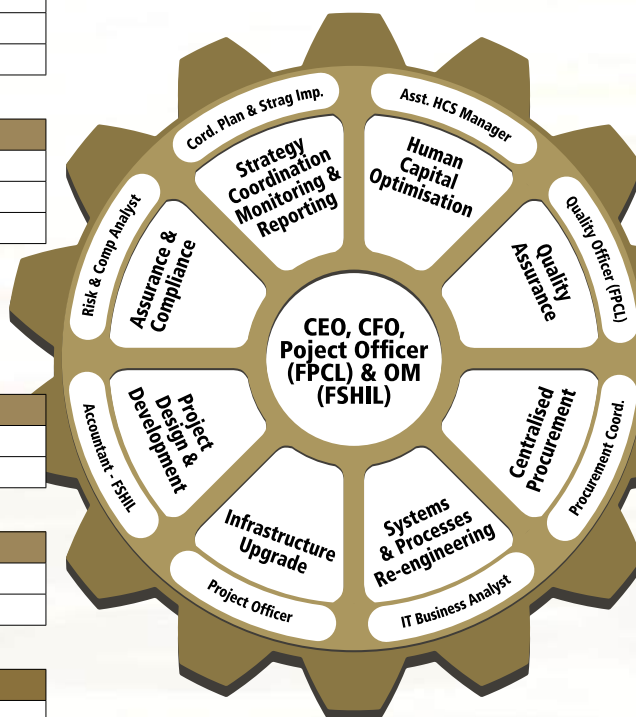 Cord. Plan & Strag Imp.
Strategy
Coordination
Monitoring &
Reporting
Asst. HCS Manager
Human
Capital
Optimisation
Quality Officer (FPCL)
Quality
Assurance
Procurement Coord.
Centralised
Procurement
IT Business Analyst
Systems
& Processes
Re-engineering
Project Officer
Infrastructure
Upgrade
Accountant - FSHIL
Project
Design &
Development
Risk & Comp Analyst
Assurance &
Compliance
CEO, CFO,
Poject Officer
(FPCL) & OM
(FSHIL)